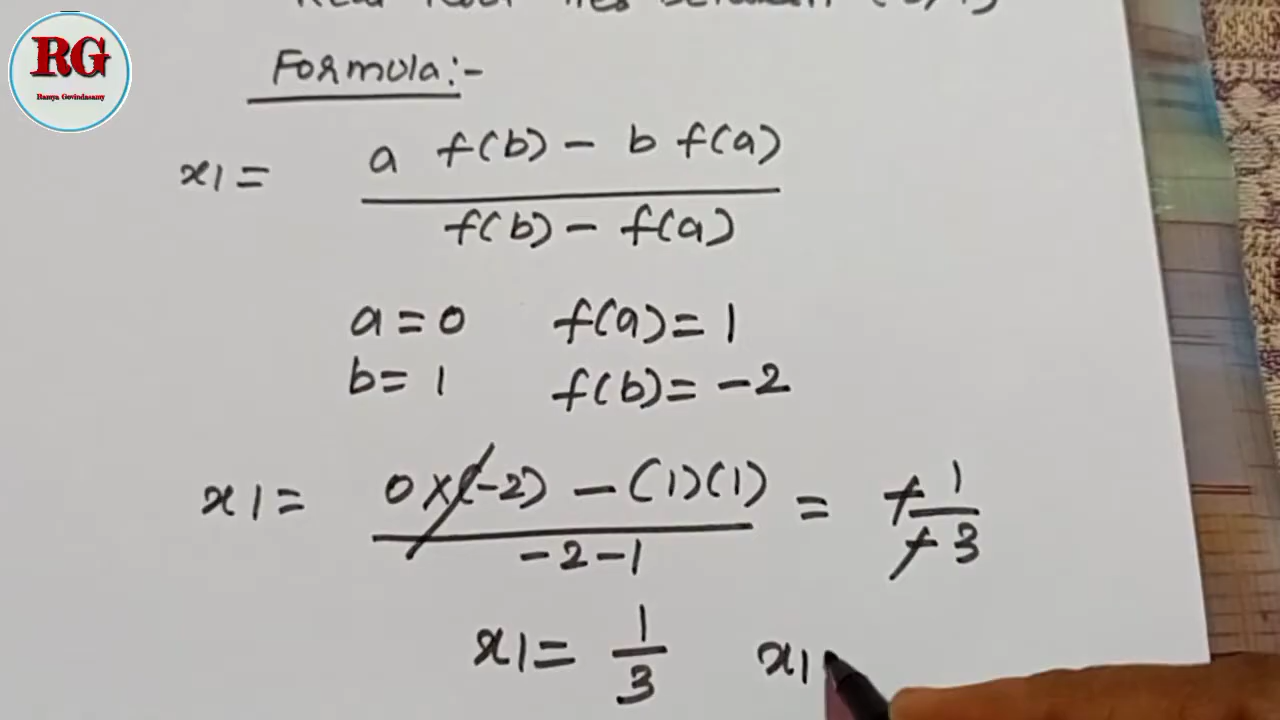 RG
Ramya Govindasamy
Formula:-
x1 = a f(b) - b f(a) / f(b) - f(a)
a = 0 f(a) = 1
b = 1 f(b) = -2
x1 = 0 x (-2) - (1)(1) / -2-1 = -1 / -3
x1 = 1/3 x1